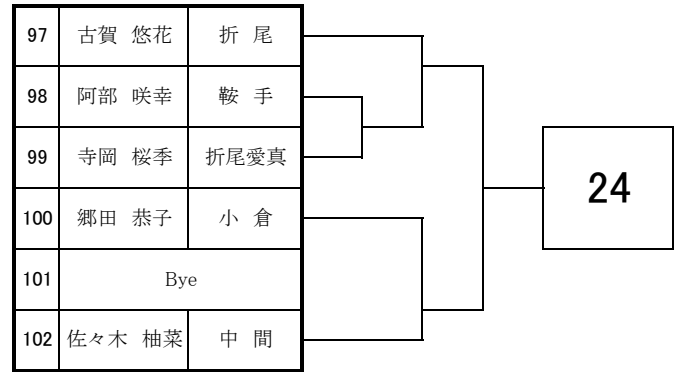 97 古賀 悠花 折 尾
98 阿部 咲幸 鞍 手
99 寺岡 桜季 折尾愛真
100 郷田 恭子 小 倉
101 Bye
102 佐々木 柚菜 中 間
24